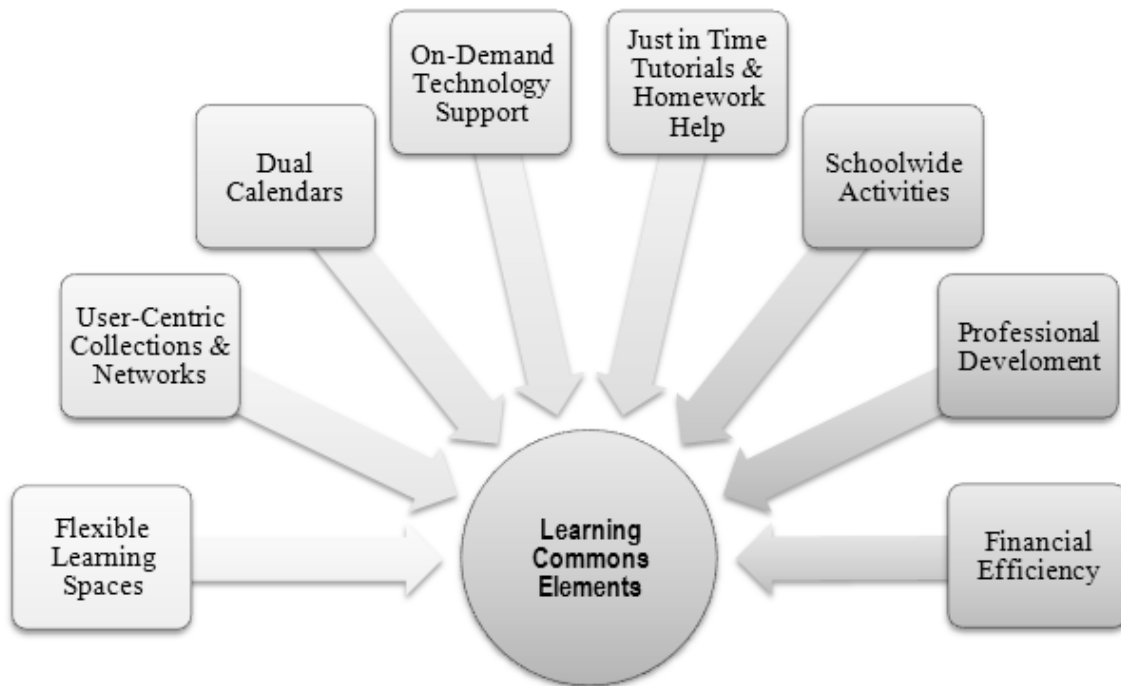 Flexible
Learning
Spaces
User-Centric
Collections &
Networks
Dual
Calendars
On-Demand
Technology
Support
Just in Time
Tutorials &
Homework
Help
Schoolwide
Activities
Professional
Develoment
Financial
Efficiency
Learning
Commons
Elements